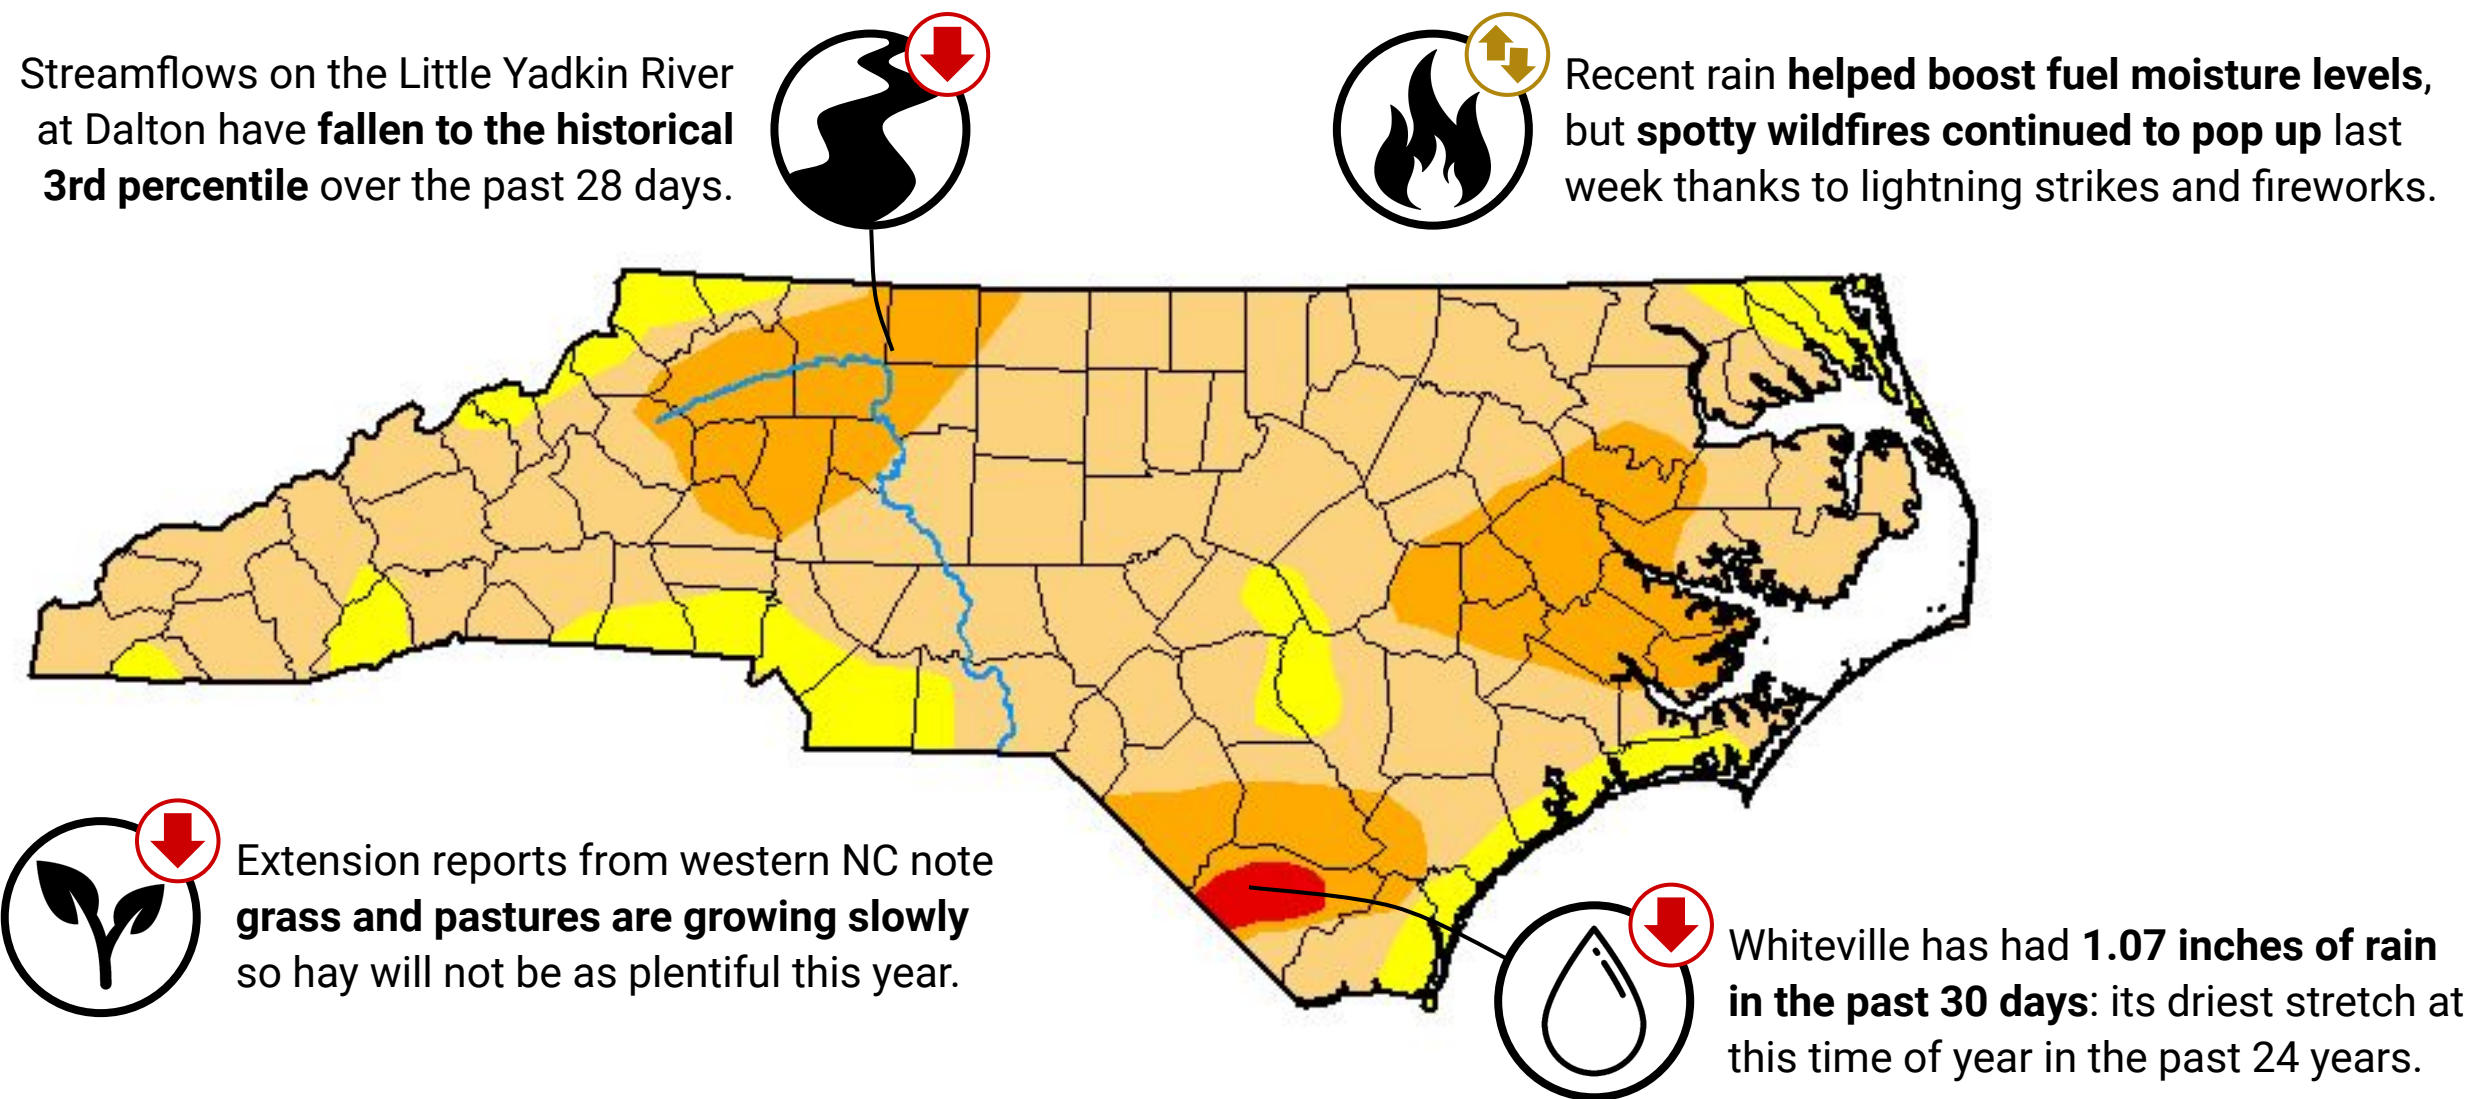 Streamflows on the Little Yadkin River
at Dalton have fallen to the historical
3rd percentile over the past 28 days.
Recent rain helped boost fuel moisture levels,
but spotty wildfires continued to pop up last
week thanks to lightning strikes and fireworks.
Extension reports from western NC note
grass and pastures are growing slowly
so hay will not be as plentiful this year.
Whiteville has had 1.07 inches of rain
in the past 30 days: its driest stretch at
this time of year in the past 24 years.